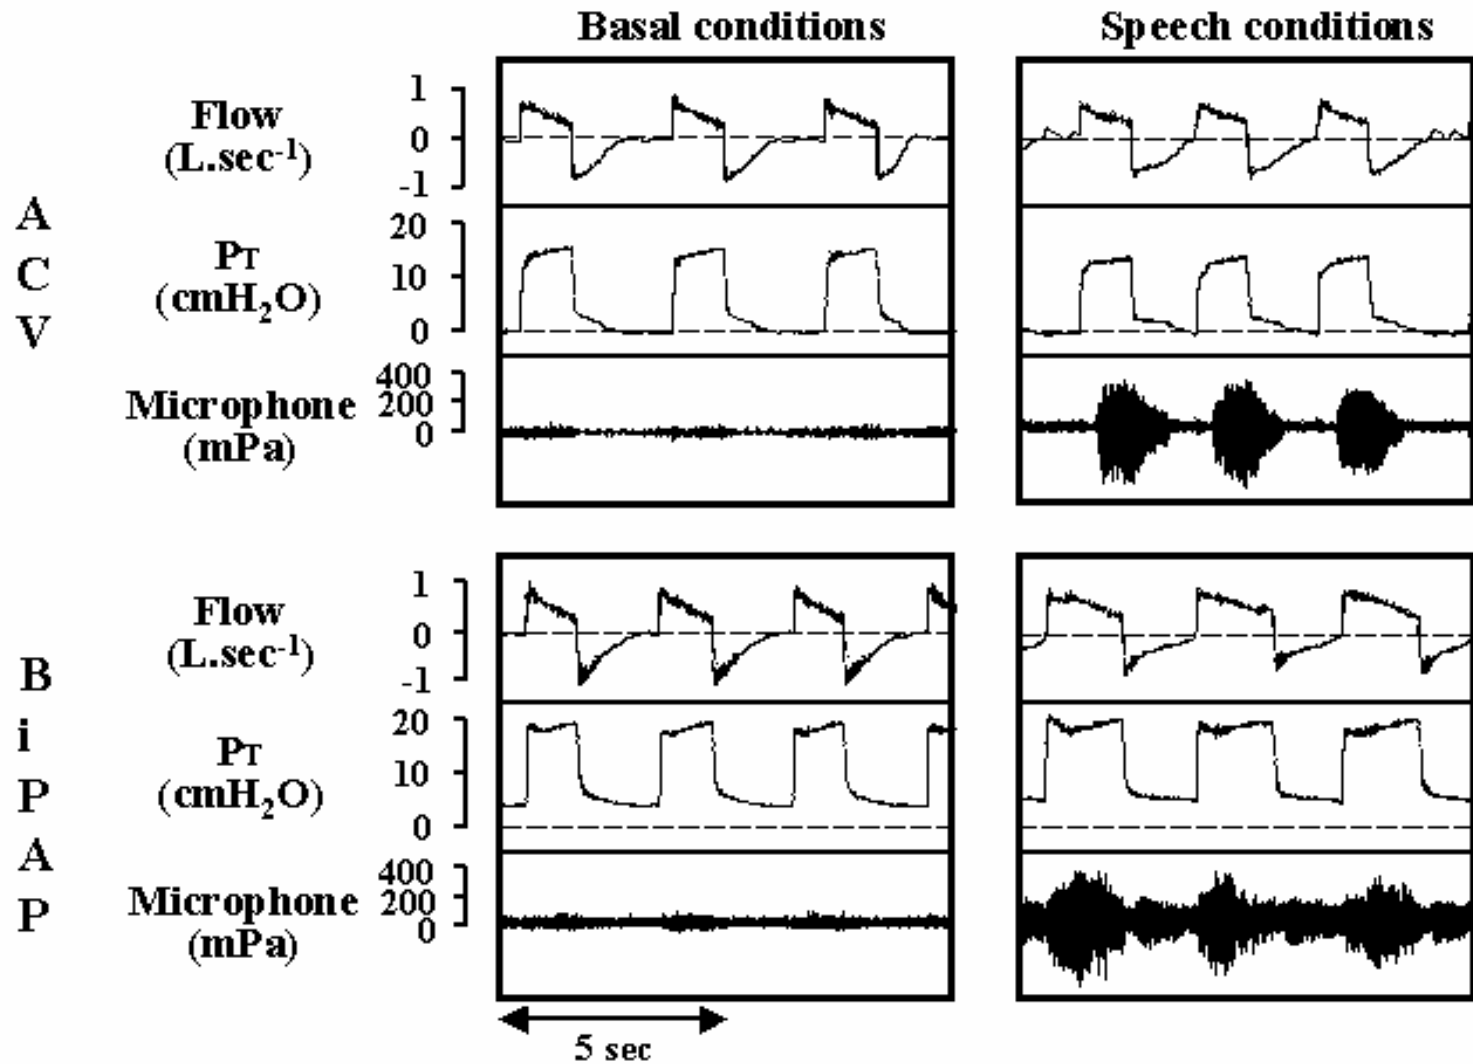 Basal conditions
Speech conditions
A
C
V
Flow
(L.sec⁻¹)
1
0
-1
PT
(cmH₂O)
20
10
0
Microphone
(mPa)
400
200
0
B
i
P
A
P
Flow
(L.sec⁻¹)
1
0
-1
PT
(cmH₂O)
20
10
0
Microphone
(mPa)
400
200
0
5 sec